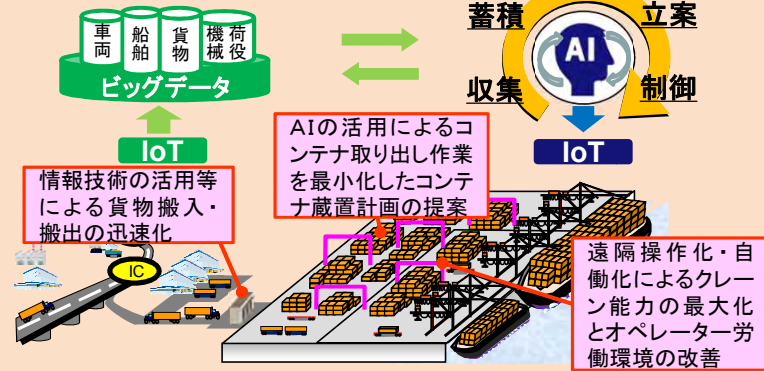 車両
船舶
貨物
荷役
機械
ビッグデータ
IoT
蓄積
立案
AI
収集
制御
IoT
AIの活用によるコ
ンテナ取り出し作業
を最小化したコンテ
ナ蔵置計画の提案
情報技術の活用等
による貨物搬入・
搬出の迅速化
IC
遠隔操作化・自
働化によるクレー
ン能力の最大化
とオペレーター労
働環境の改善